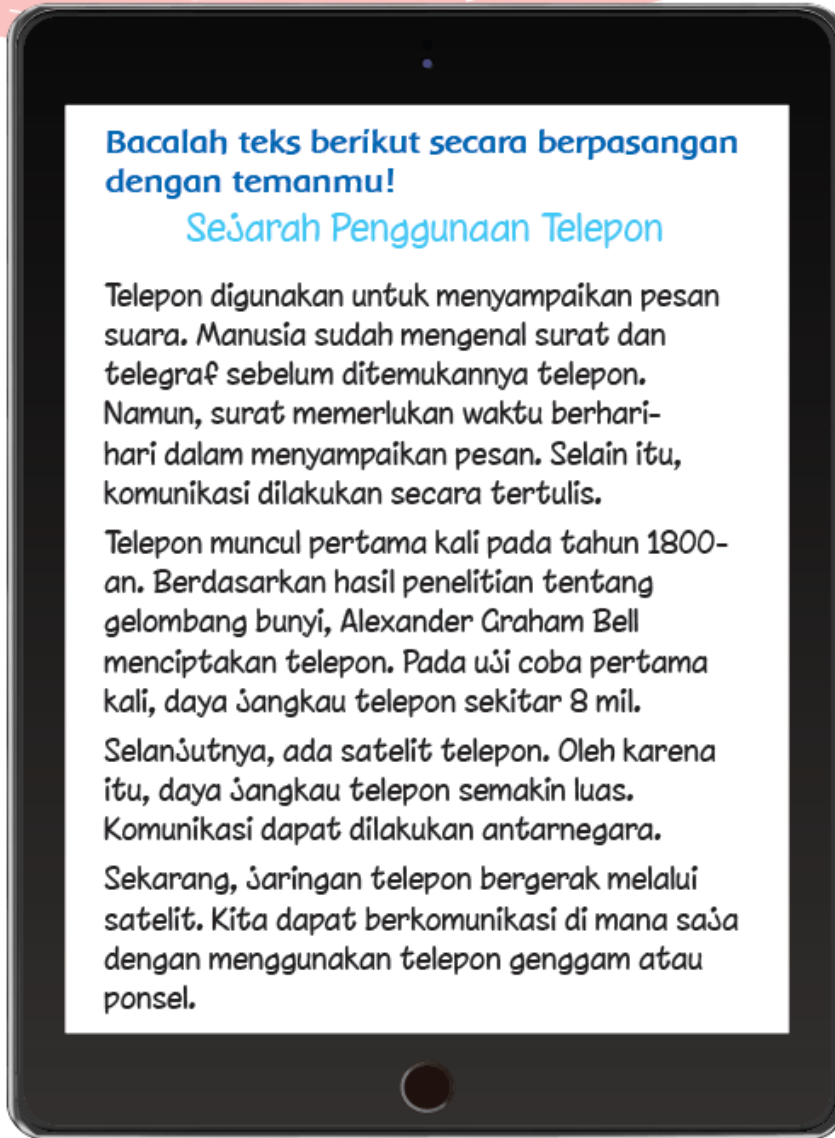 Bacalah teks berikut secara berpasangan
dengan temanmu!
Sejarah Penggunaan Telepon
Telepon digunakan untuk menyampaikan pesan
suara. Manusia sudah mengenal surat dan
telegraf sebelum ditemukannya telepon.
Namun, surat memerlukan waktu berhari-
hari dalam menyampaikan pesan. Selain itu,
komunikasi dilakukan secara tertulis.
Telepon muncul pertama kali pada tahun 1800-
an. Berdasarkan hasil penelitian tentang
gelombang bunyi, Alexander Graham Bell
menciptakan telepon. Pada uji coba pertama
kali, daya jangkau telepon sekitar 8 mil.
Selanjutnya, ada satelit telepon. Oleh karena
itu, daya jangkau telepon semakin luas.
Komunikasi dapat dilakukan antarnegara.
Sekarang, jaringan telepon bergerak melalui
satelit. Kita dapat berkomunikasi di mana saja
dengan menggunakan telepon genggam atau
ponsel.